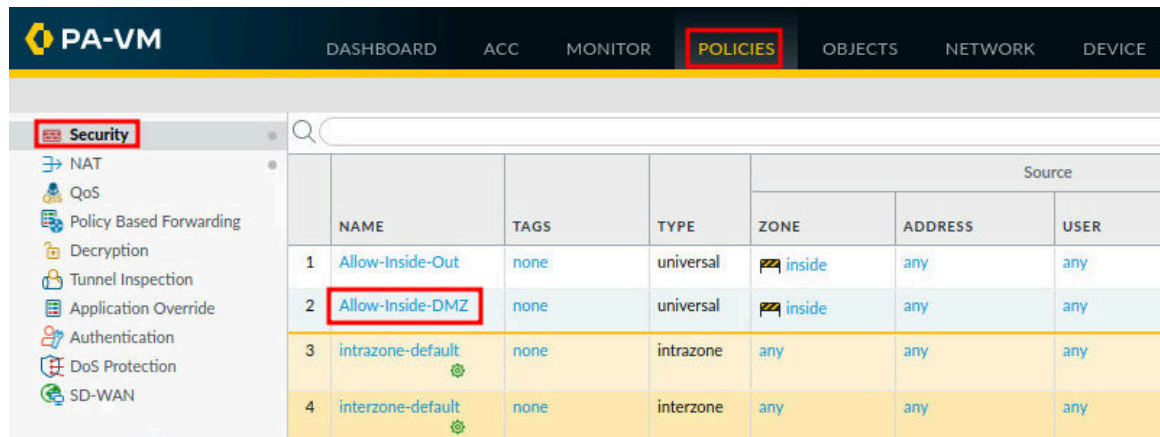 PA-VM
DASHBOARD ACC MONITOR POLICIES OBJECTS NETWORK DEVICE
Security
NAT
QoS
Policy Based Forwarding
Decryption
Tunnel Inspection
Application Override
Authentication
DoS Protection
SD-WAN
Source
NAME TAGS TYPE ZONE ADDRESS USER
1 Allow-Inside-Out none universal inside any any
2 Allow-Inside-DMZ none universal inside any any
3 intrazone-default none intrazone any any any
4 interzone-default none interzone any any any